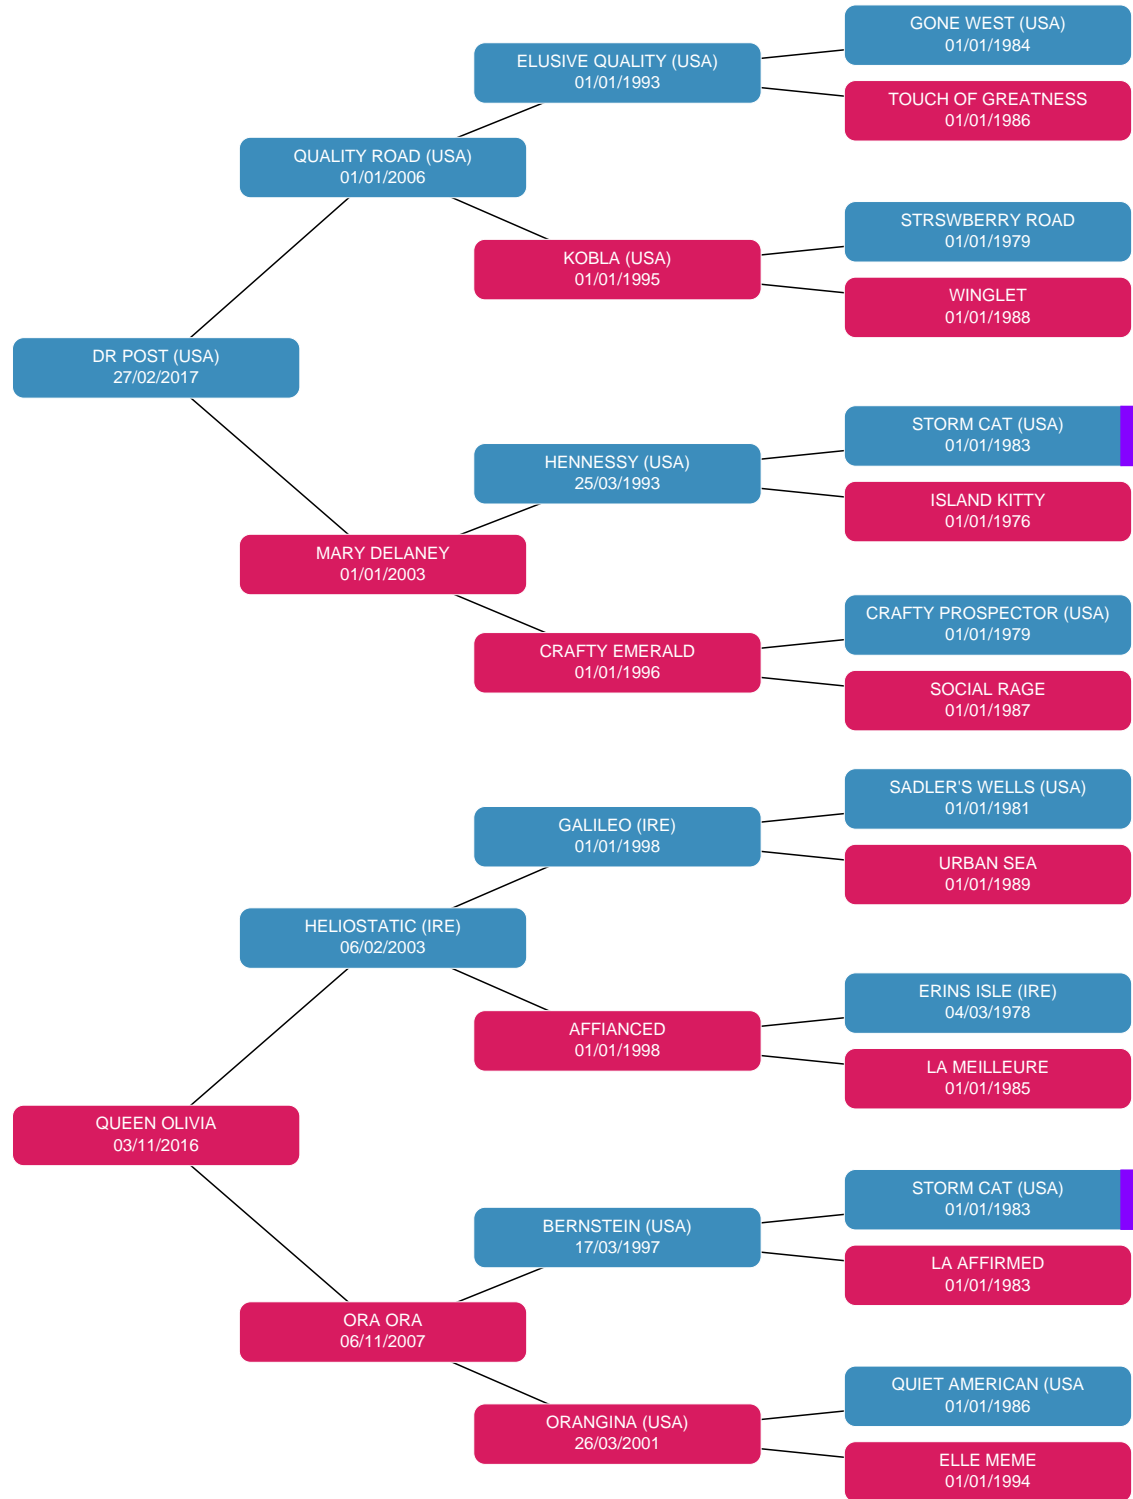 GONE WEST (USA)
01/01/1984
ELUSIVE QUALITY (USA)
01/01/1993
TOUCH OF GREATNESS
01/01/1986
QUALITY ROAD (USA)
01/01/2006
STRSWBERRY ROAD
01/01/1979
KOBLA (USA)
01/01/1995
WINGLET
01/01/1988
DR POST (USA)
27/02/2017
STORM CAT (USA)
01/01/1983
HENNESSY (USA)
25/03/1993
ISLAND KITTY
01/01/1976
MARY DELANEY
01/01/2003
CRAFTY PROSPECTOR (USA)
01/01/1979
CRAFTY EMERALD
01/01/1996
SOCIAL RAGE
01/01/1987
SADLER'S WELLS (USA)
01/01/1981
GALILEO (IRE)
01/01/1998
URBAN SEA
01/01/1989
HELIOSTATIC (IRE)
06/02/2003
ERINS ISLE (IRE)
04/03/1978
AFFIANCED
01/01/1998
LA MEILLEURE
01/01/1985
QUEEN OLIVIA
03/11/2016
STORM CAT (USA)
01/01/1983
BERNSTEIN (USA)
17/03/1997
LA AFFIRMED
01/01/1983
ORA ORA
06/11/2007
QUIET AMERICAN (USA
01/01/1986
ORANGINA (USA)
26/03/2001
ELLE MEME
01/01/1994